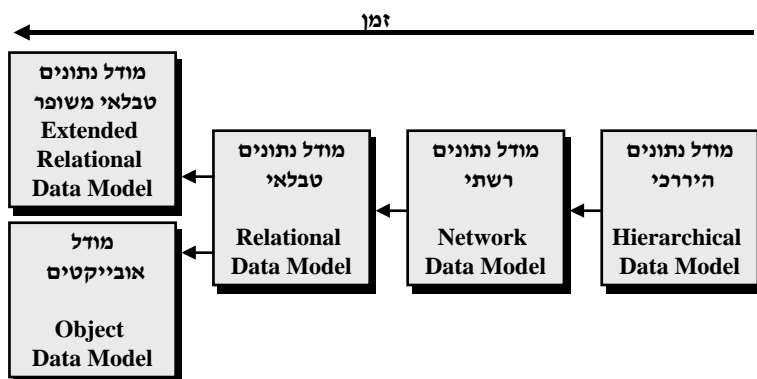 זמן
מודל נתונים
היררכי
Hierarchical
Data Model
מודל נתונים
רשתי
Network
Data Model
מודל נתונים
טבלאי
Relational
Data Model
מודל נתונים
טבלאי משופר
Extended
Relational
Data Model
מודל
אובייקטים
Object
Data Model